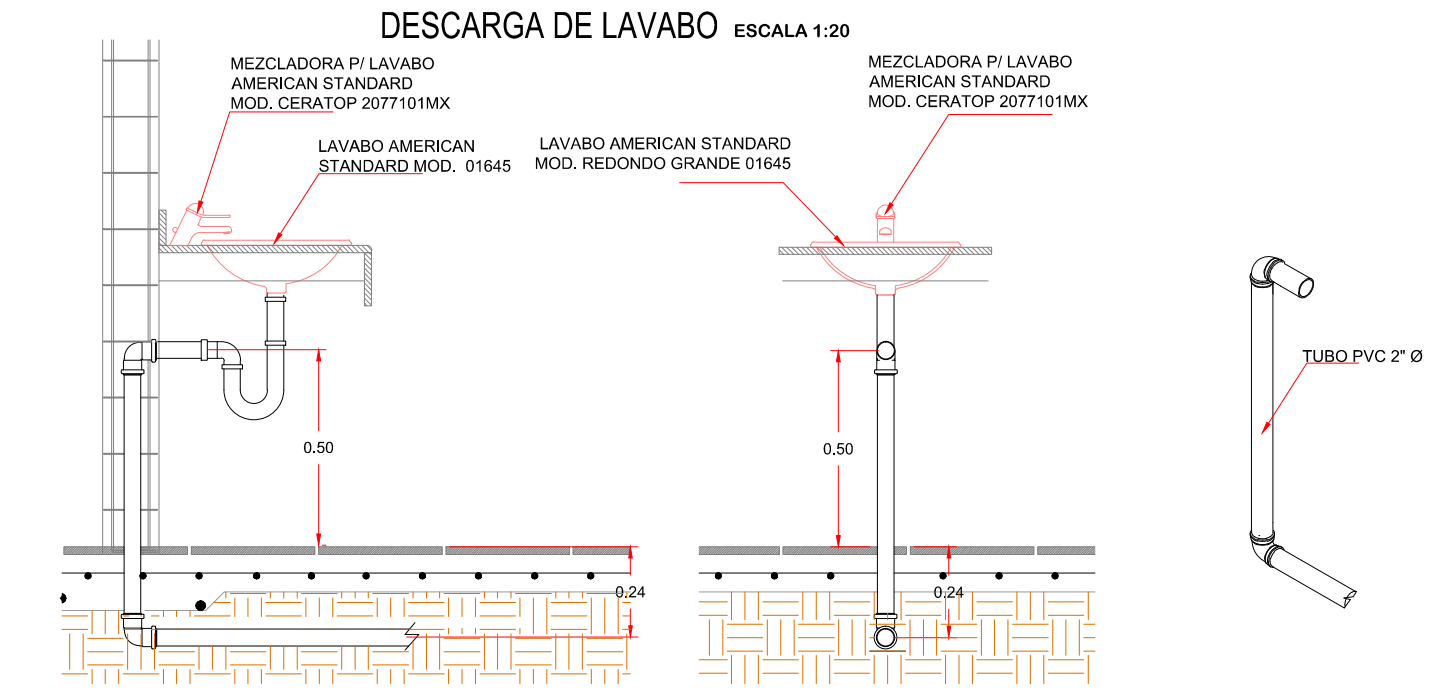 DESCARGA DE LAVABO ESCALA 1:20
MEZCLADORA P/ LAVABO
AMERICAN STANDARD
MOD. CERATOP 2077101MX
LAVABO AMERICAN
STANDARD MOD. 01645
LAVABO AMERICAN STANDARD
MOD. REDONDO GRANDE 01645
MEZCLADORA P/ LAVABO
AMERICAN STANDARD
MOD. CERATOP 2077101MX
TUBO PVC 2" Ø
0.50
0.50
0.24
0.24